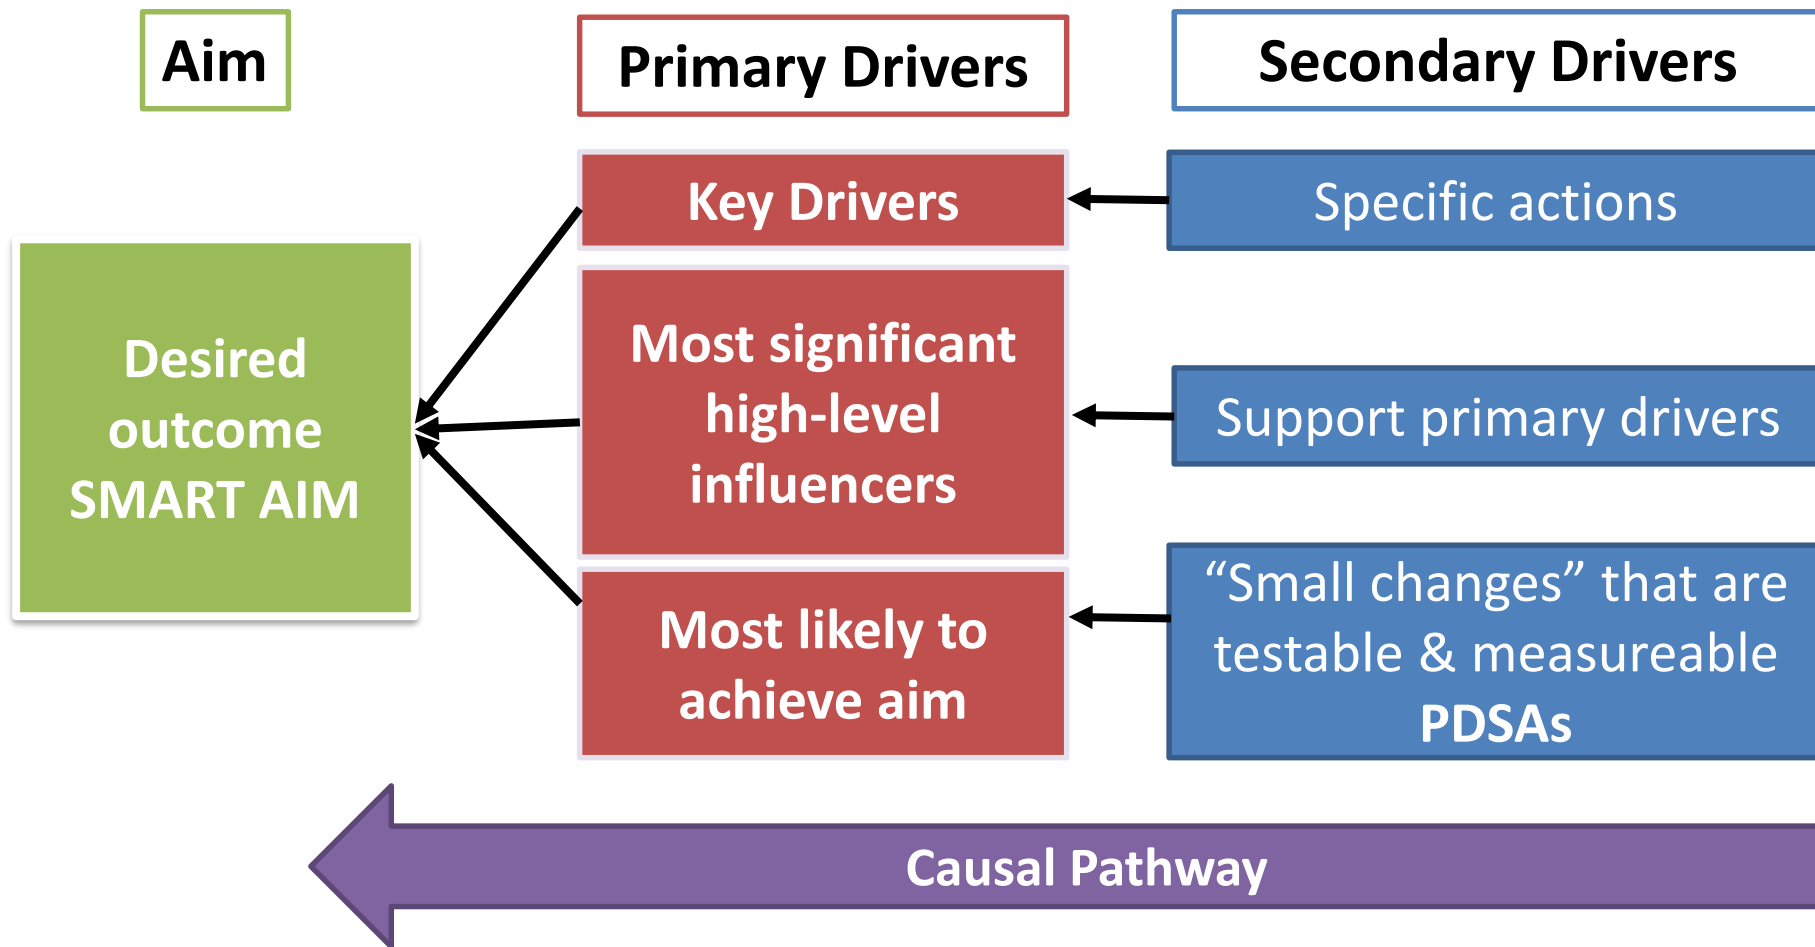 Aim
Primary Drivers
Secondary Drivers
Desired
outcome
SMART AIM
Key Drivers
Most significant
high-level
influencers
Most likely to
achieve aim
Specific actions
Support primary drivers
“Small changes” that are
testable & measureable
PDSAs
Causal Pathway